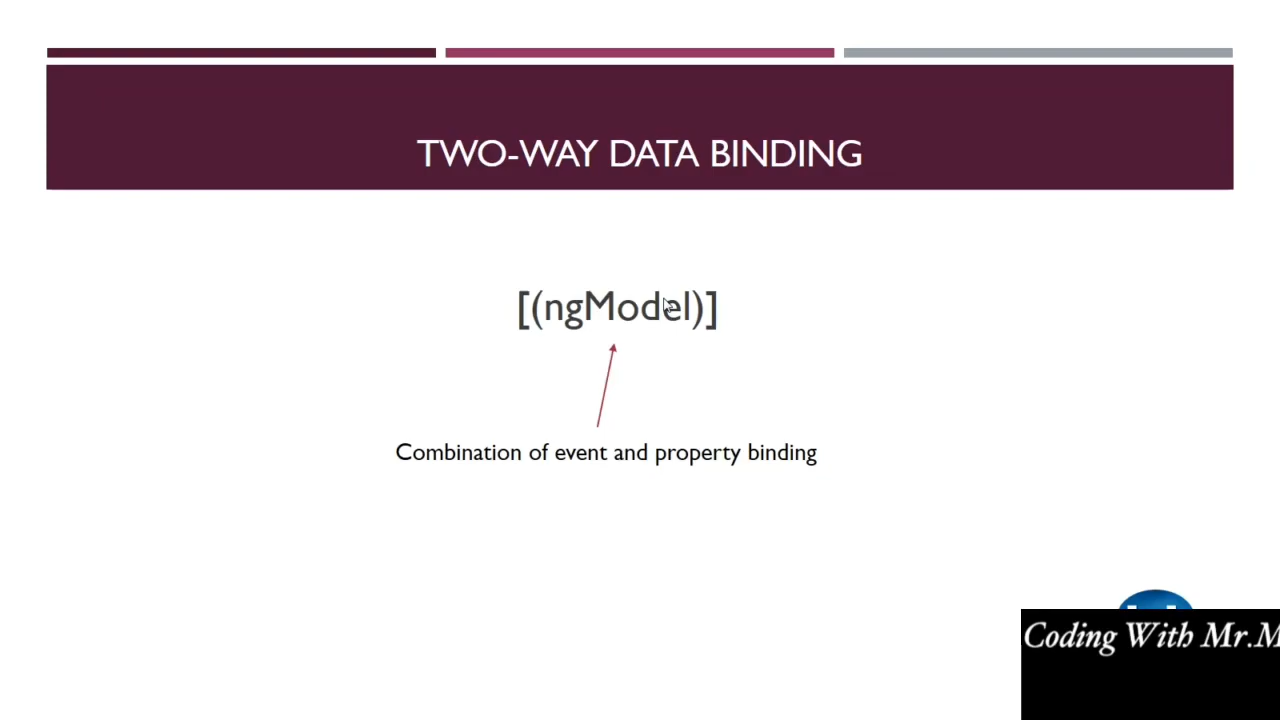 TWO-WAY DATA BINDING
[(ngModel)]
Combination of event and property binding
Coding With Mr.M